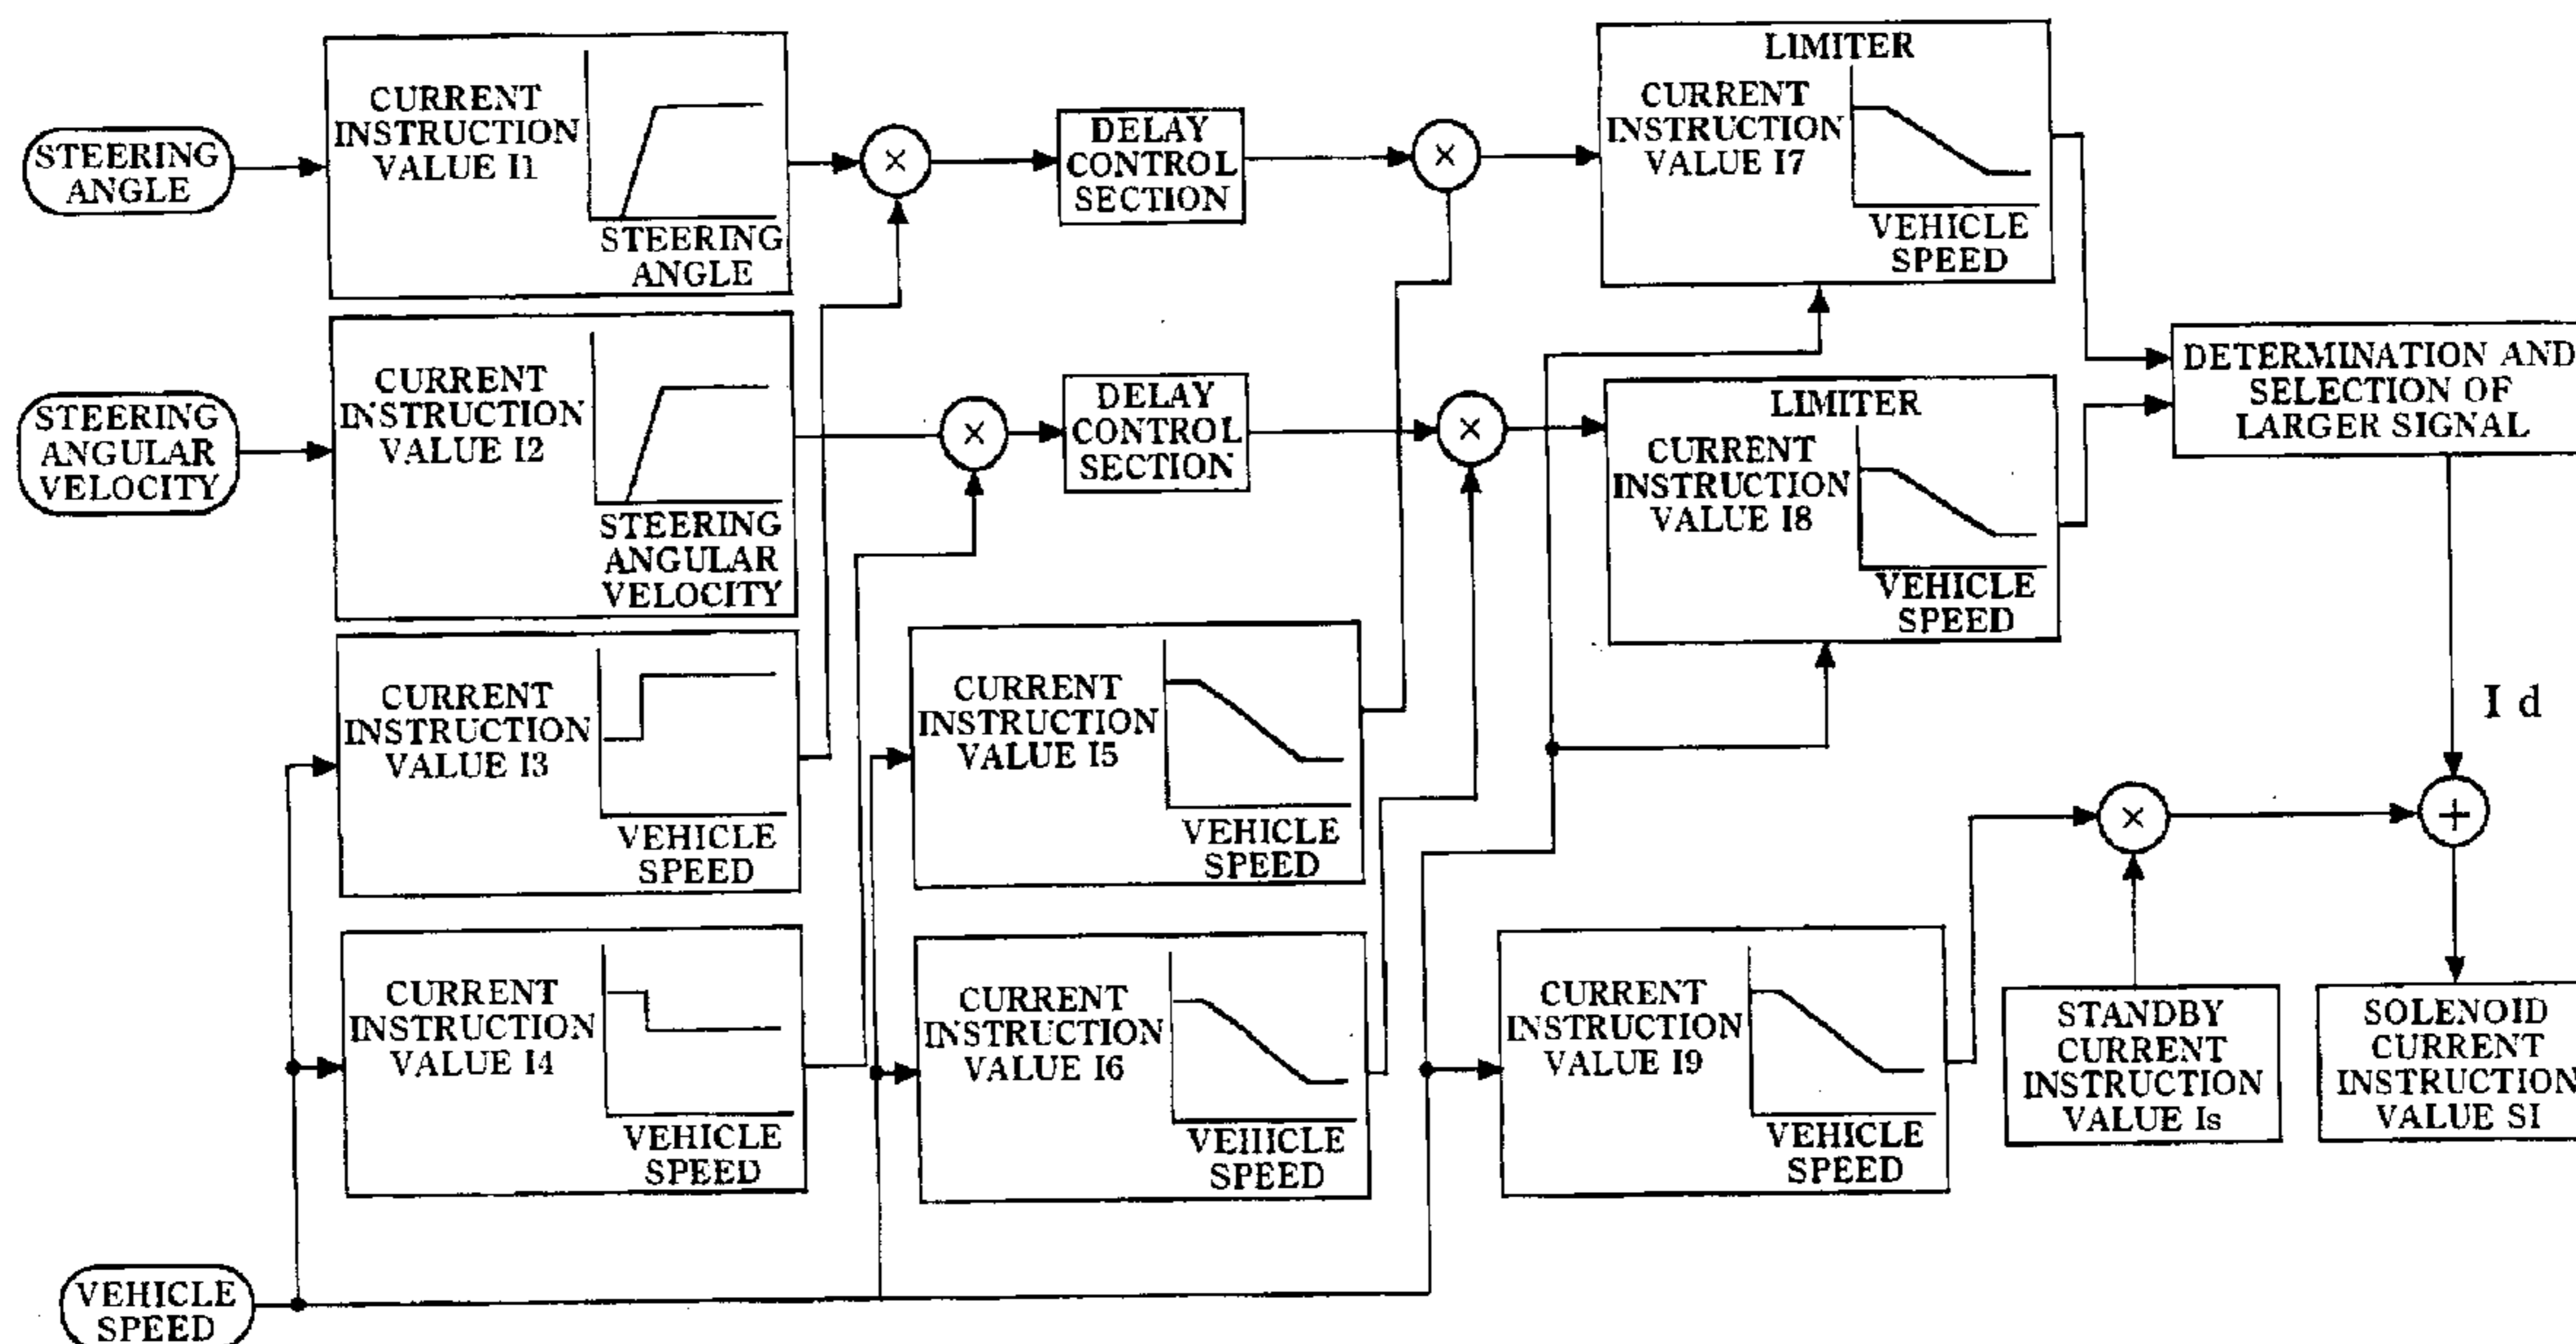 STEERING
ANGLE
CURRENT
INSTRUCTION
VALUE I1
STEERING
ANGLE
×
DELAY
CONTROL
SECTION
×
LIMITER
CURRENT
INSTRUCTION
VALUE I7
VEHICLE
SPEED
STEERING
ANGULAR
VELOCITY
CURRENT
INSTRUCTION
VALUE I2
STEERING
ANGULAR
VELOCITY
×
DELAY
CONTROL
SECTION
×
LIMITER
CURRENT
INSTRUCTION
VALUE I8
VEHICLE
SPEED
DETERMINATION AND
SELECTION OF
LARGER SIGNAL
I d
CURRENT
INSTRUCTION
VALUE I3
VEHICLE
SPEED
CURRENT
INSTRUCTION
VALUE I5
VEHICLE
SPEED
×
+
CURRENT
INSTRUCTION
VALUE I4
VEHICLE
SPEED
CURRENT
INSTRUCTION
VALUE I6
VEHICLE
SPEED
CURRENT
INSTRUCTION
VALUE I9
VEHICLE
SPEED
STANDBY
CURRENT
INSTRUCTION
VALUE Is
SOLENOID
CURRENT
INSTRUCTION
VALUE SI
VEHICLE
SPEED